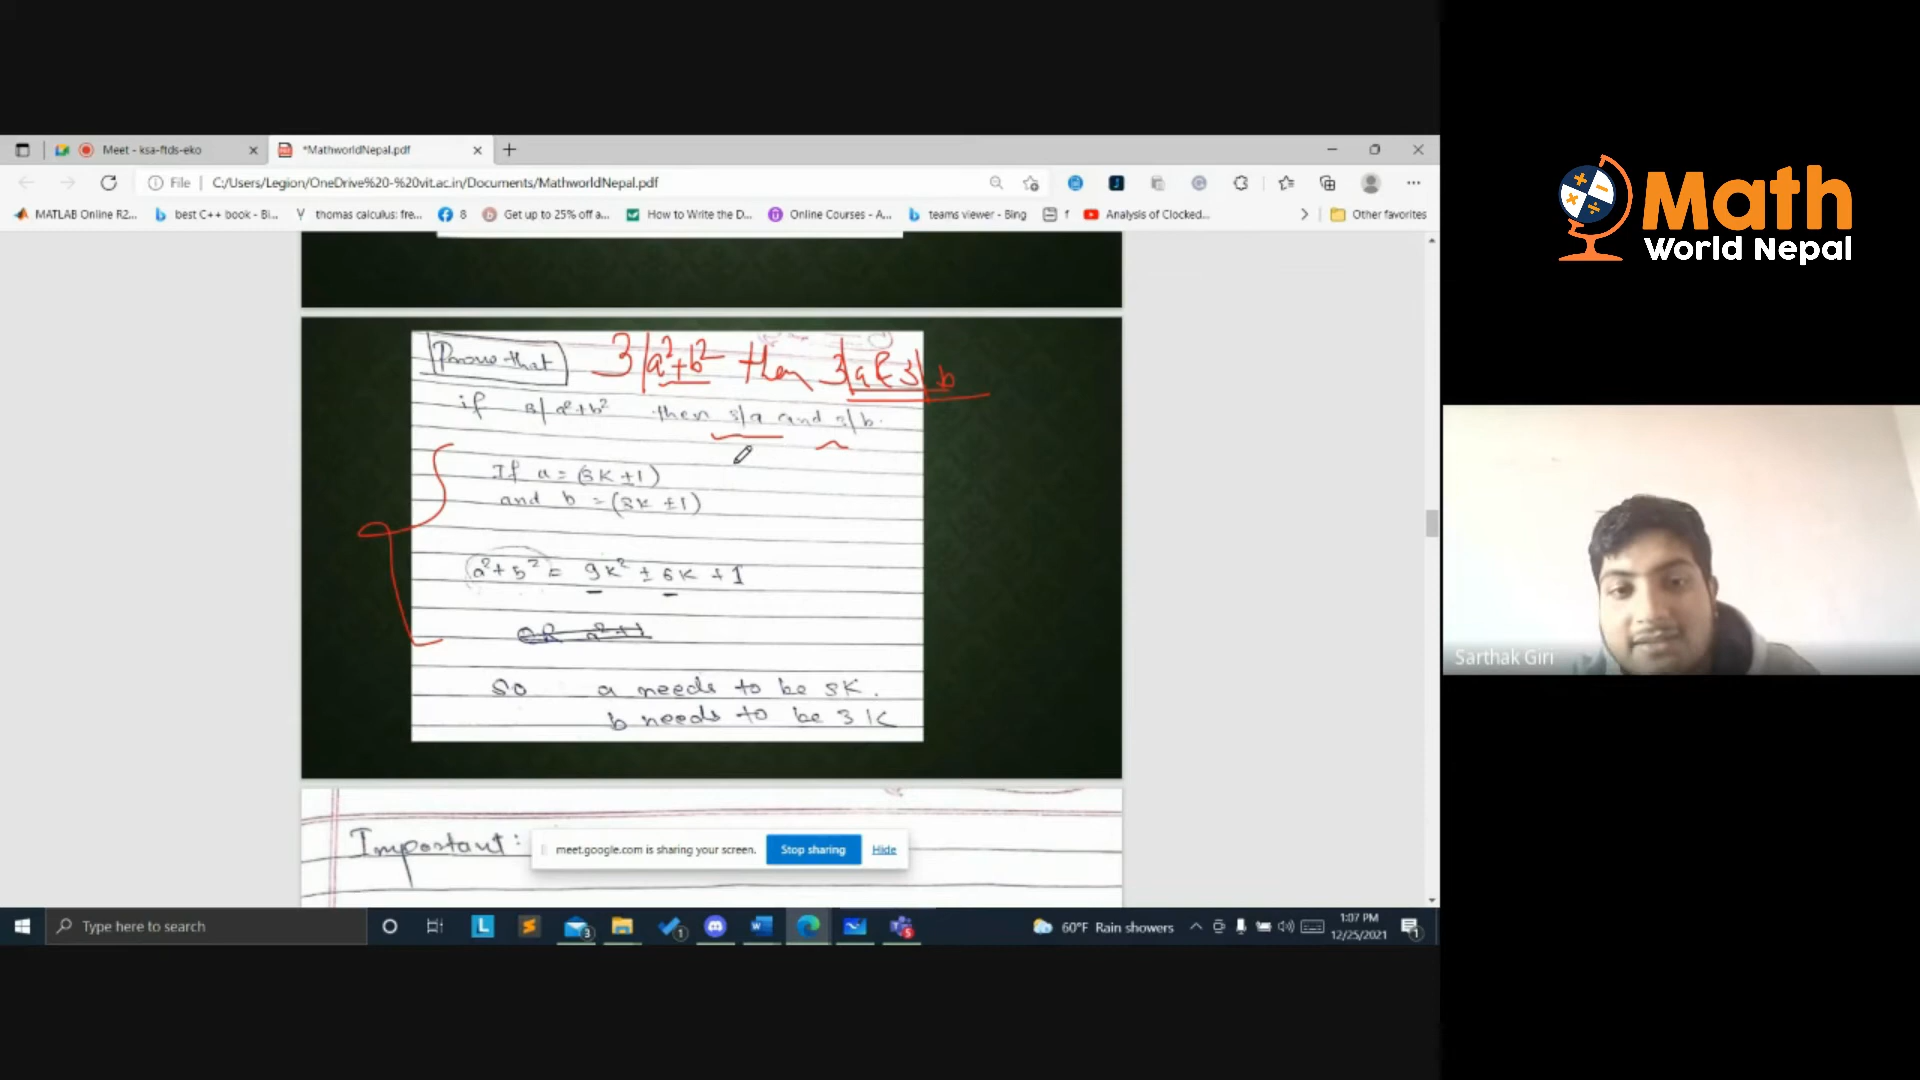 Meet - ksa-ftds-eko
*MathworldNepal.pdf
File | C:/Users/Legion/OneDrive%20-%20vit.ac.in/Documents/MathworldNepal.pdf
MATLAB Online R2...
best C++ book - Bi...
thomas calculus: fre...
8
Get up to 25% off a...
How to Write the D...
Online Courses - A...
teams viewer - Bing
f
Analysis of Clocked...
Other favorites
Prove that 3|a²+b² then 3|a & 3|b
if 3/a²+b² then 3/a and 3/b.
If a = (3K ±1)
and b = (3K ±1)
a²+b² = 9K² ± 6K + 1
OR a²+1
So a needs to be 3K.
b needs to be 3K
Important:
meet.google.com is sharing your screen.
Stop sharing
Hide
Type here to search
60°F Rain showers
1:07 PM
12/25/2021
Math
World Nepal
Sarthak Giri